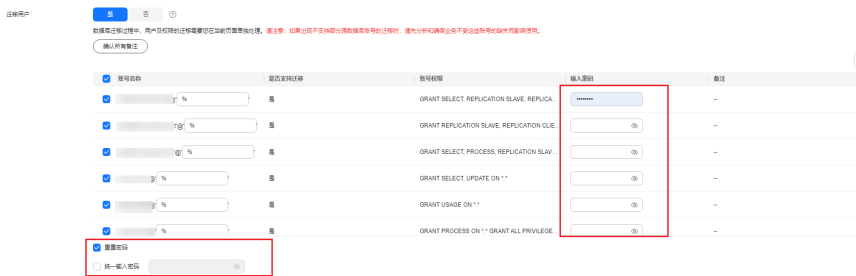 迁移用户 是 否
数据库迁移过程中，用户及权限的迁移需要您在当前页面单独处理。请注意：如果出现不支持部分源数据库账号的迁移时，请先分析和确保业务不受这些账号的缺失而影响使用。
确认所有备注
账号名称 是否支持迁移 账号权限 输入密码 备注
'@' % ' 是 GRANT SELECT, REPLICATION SLAVE, REPLICA... •••••••• --
'@' % ' 是 GRANT REPLICATION SLAVE, REPLICATION CLIE... --
'@' % ' 是 GRANT SELECT, PROCESS, REPLICATION SLAV... --
'@' % ' 是 GRANT SELECT, UPDATE ON *.* --
'@' % ' 是 GRANT USAGE ON *.* --
'@' % ' 是 GRANT PROCESS ON *.* GRANT ALL PRIVILEGE... --
重置密码
统一输入密码